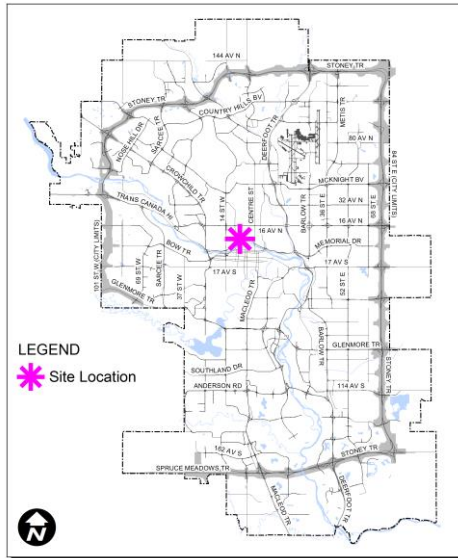 144 AV N
STONEY TR
STONEY TR
COUNTRY HILLS BV
NOSE HILL DR
SARCEE TR
DEERFOOT TR
METIS TR
80 AV N
CROWCHILD TR
14 ST W
CENTRE ST
MCKNIGHT BV
BARLOW TR
36 ST E
32 AV N
16 AV N
68 ST E
84 ST E (CITY LIMITS)
TRANS CANADA HI
16 AV N
BOW TR
MEMORIAL DR
101 ST W (CITY LIMITS)
69 ST W
SARCEE TR
37 ST W
17 AV S
17 AV S
52 ST E
GLENMORE TR
MACLEOD TR
BARLOW TR
GLENMORE TR
STONEY TR
LEGEND
Site Location
SOUTHLAND DR
ANDERSON RD
114 AV S
162 AV S
STONEY TR
SPRUCE MEADOWS TR
MACLEOD TR
DEERFOOT TR
N